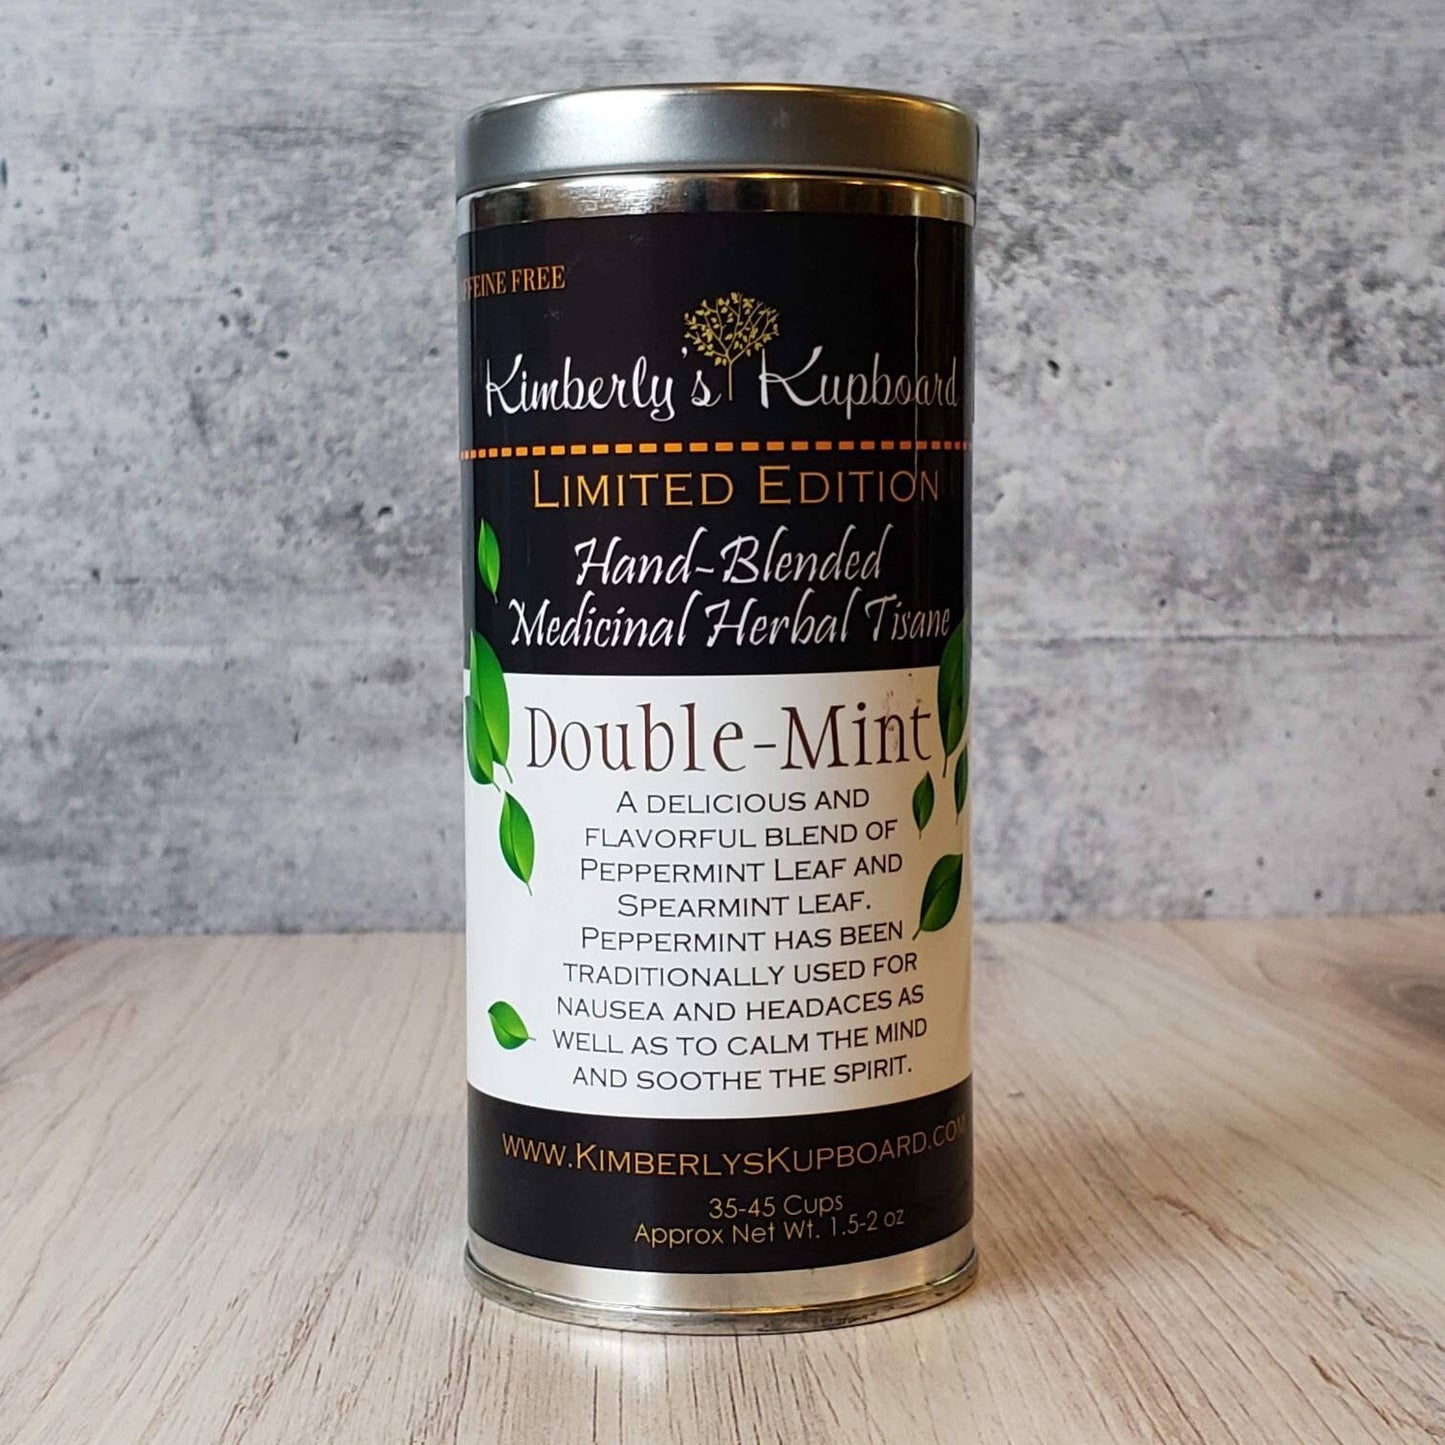 FFEINE FREE
Kimberly's Kupboard
LIMITED EDITION
Hand-Blended
Medicinal Herbal Tisane
Double-Mint
A DELICIOUS AND
FLAVORFUL BLEND OF
PEPPERMINT LEAF AND
SPEARMINT LEAF.
PEPPERMINT HAS BEEN
TRADITIONALLY USED FOR
NAUSEA AND HEADACES AS
WELL AS TO CALM THE MIND
AND SOOTHE THE SPIRIT.
WWW.KIMBERLYSKUPBOARD.COM
35-45 Cups
Approx Net Wt. 1.5-2 oz